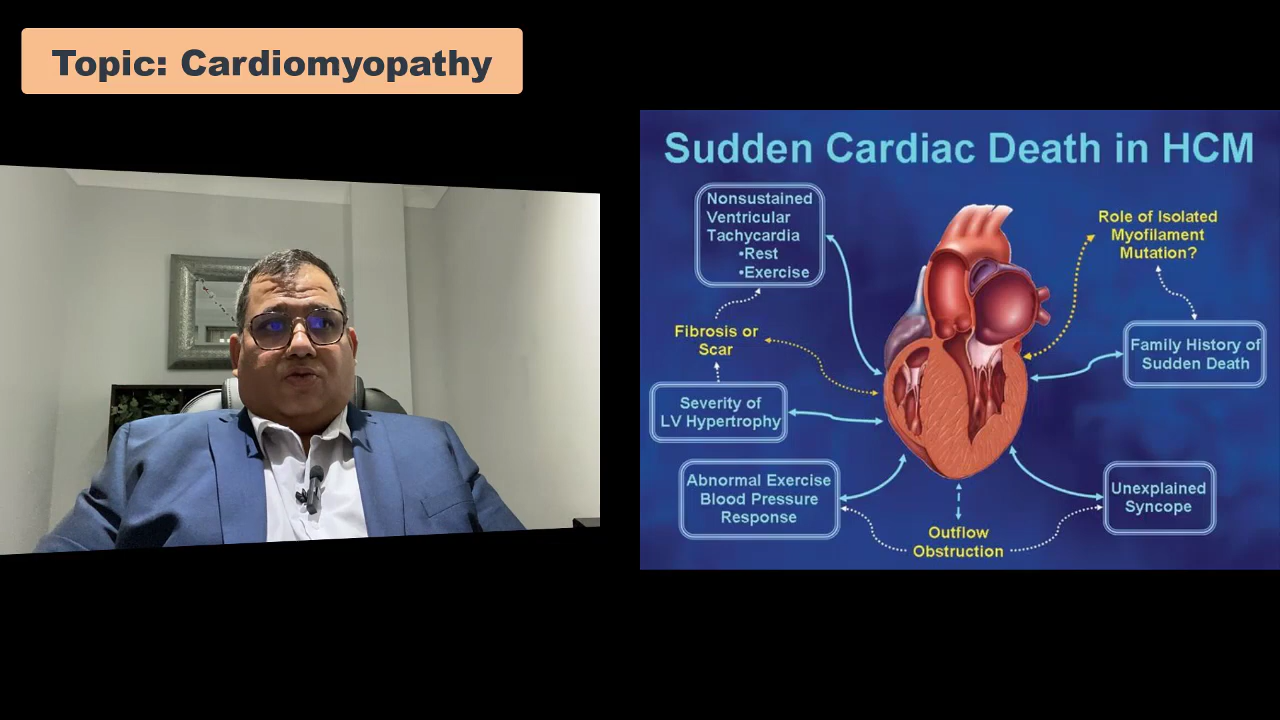 Topic: Cardiomyopathy
Sudden Cardiac Death in HCM
Nonsustained
Ventricular
Tachycardia
•Rest
•Exercise
Role of Isolated
Myofilament
Mutation?
Fibrosis or
Scar
Family History of
Sudden Death
Severity of
LV Hypertrophy
Abnormal Exercise
Blood Pressure
Response
Unexplained
Syncope
Outflow
Obstruction